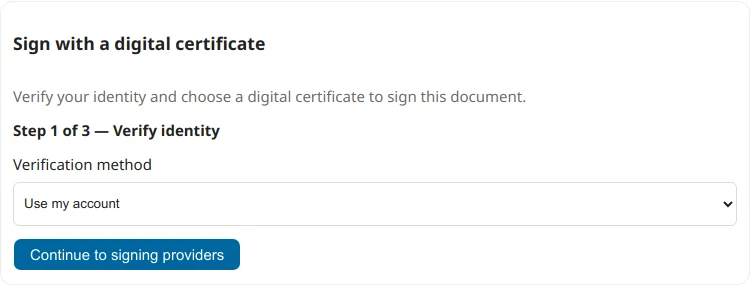 Sign with a digital certificate
Verify your identity and choose a digital certificate to sign this document.
Step 1 of 3 — Verify identity
Verification method
Use my account
Continue to signing providers